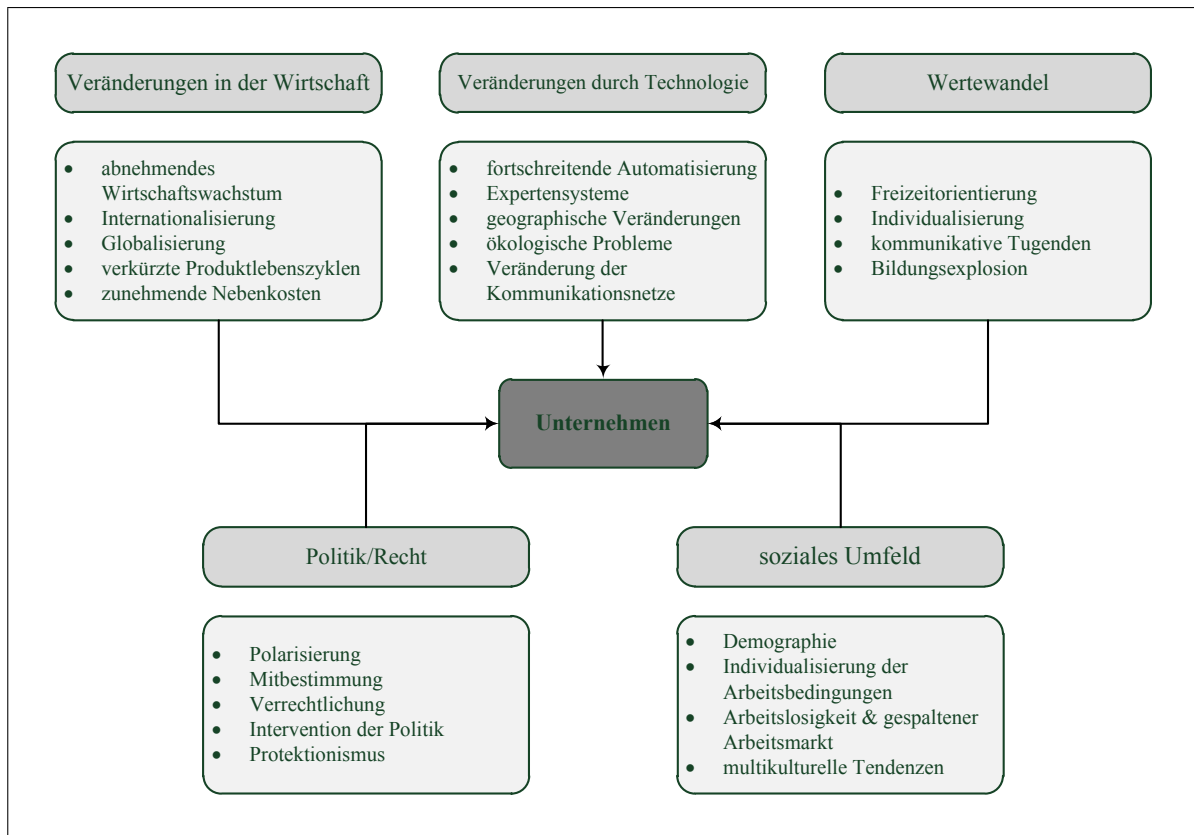 Veränderungen in der Wirtschaft
• abnehmendes
Wirtschaftswachstum
• Internationalisierung
• Globalisierung
• verkürzte Produktlebenszyklen
• zunehmende Nebenkosten
Veränderungen durch Technologie
• fortschreitende Automatisierung
• Expertensysteme
• geographische Veränderungen
• ökologische Probleme
• Veränderung der
Kommunikationsnetze
Wertewandel
• Freizeitorientierung
• Individualisierung
• kommunikative Tugenden
• Bildungsexplosion
Unternehmen
Politik/Recht
• Polarisierung
• Mitbestimmung
• Verrechtlichung
• Intervention der Politik
• Protektionismus
soziales Umfeld
• Demographie
• Individualisierung der
Arbeitsbedingungen
• Arbeitslosigkeit & gespaltener
Arbeitsmarkt
• multikulturelle Tendenzen